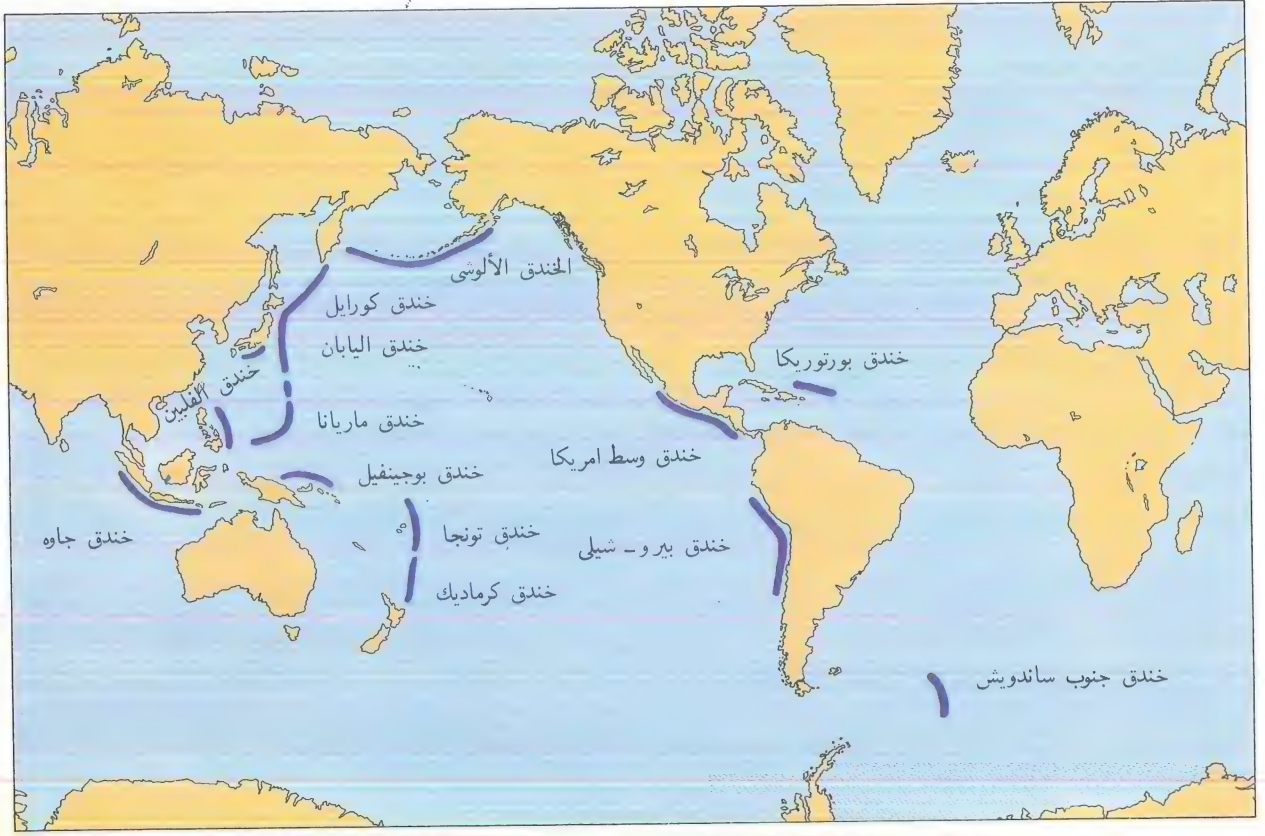 الخندق الألوشى
خندق كورايل
خندق اليابان
خندق بورتوريكا
خندق الفلبين
خندق ماريانا
خندق وسط امريكا
خندق بوجينفيل
خندق جاوه
خندق تونجا
خندق بيرو - شيلى
خندق كرماديك
خندق جنوب ساندويش